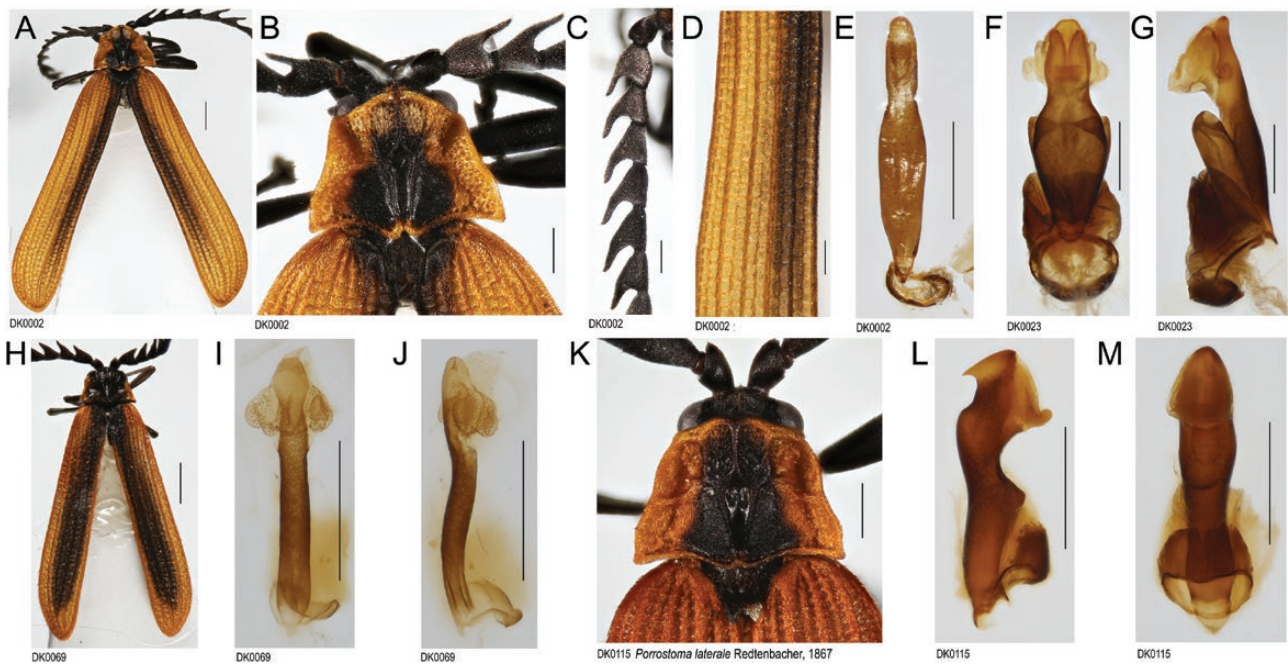 A B C D E F G
DK0002 DK0002 DK0002 DK0002 DK0002 DK0023 DK0023
H I J K L M
DK0069 DK0069 DK0069 DK0115 Porrostoma laterale Redtenbacher, 1867 DK0115 DK0115